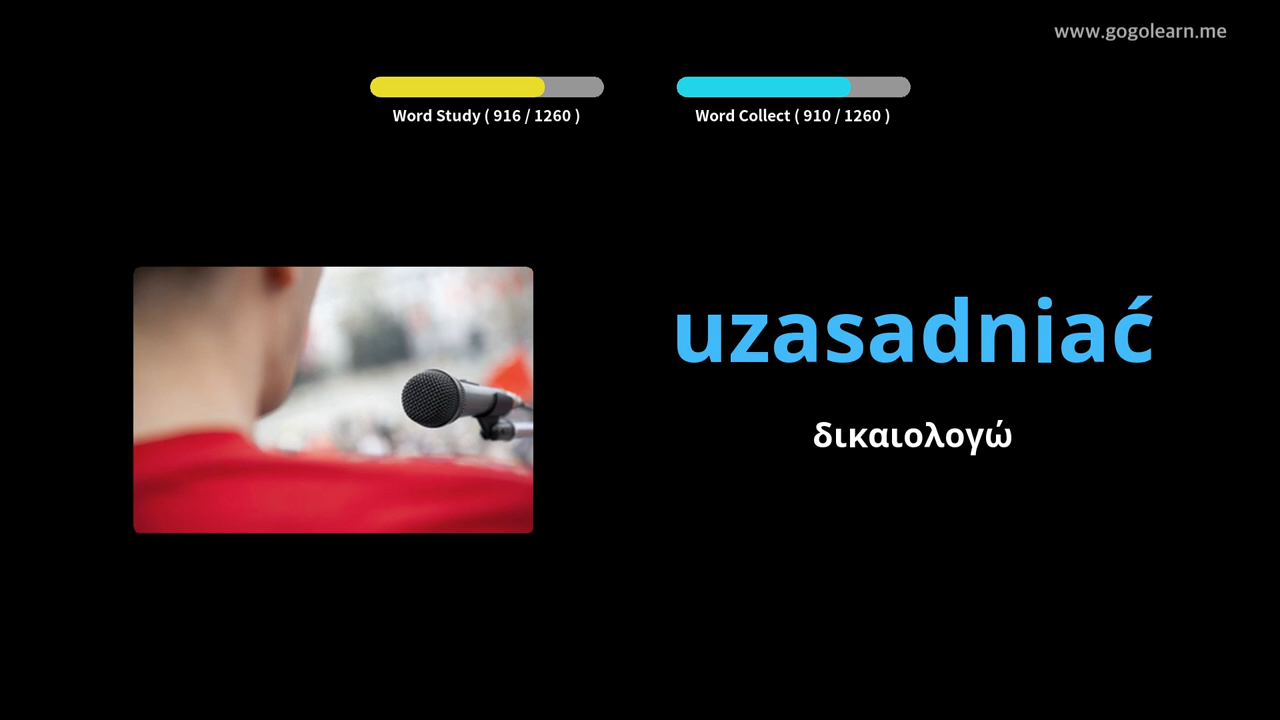 www.gogolearn.me
Word Study ( 916 / 1260 )
Word Collect ( 910 / 1260 )
uzasadniać
δικαιολογώ